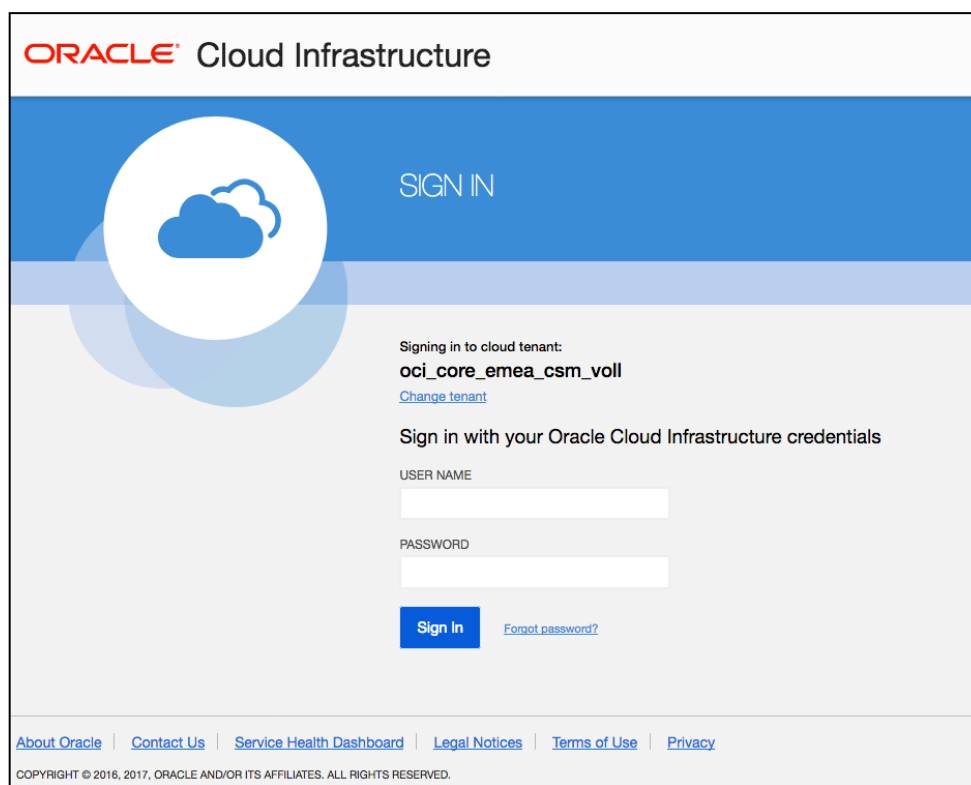 ORACLE® Cloud Infrastructure
SIGN IN
Signing in to cloud tenant:
oci_core_emea_csm_voll
Change tenant
Sign in with your Oracle Cloud Infrastructure credentials
USER NAME
PASSWORD
Sign In Forgot password?
About Oracle | Contact Us | Service Health Dashboard | Legal Notices | Terms of Use | Privacy
COPYRIGHT © 2016, 2017, ORACLE AND/OR ITS AFFILIATES. ALL RIGHTS RESERVED.